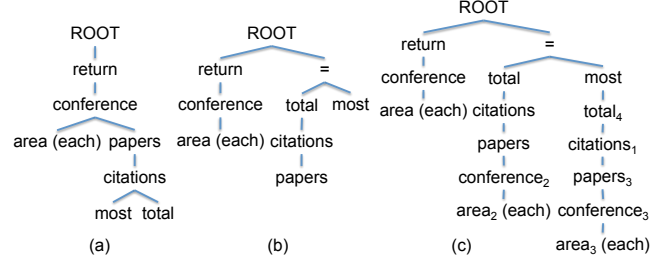 ROOT
return
conference
area (each) papers
citations
most total
(a)
ROOT
return =
conference total most
area (each) citations
papers
(b)
ROOT
return =
conference total most
area (each) citations total₄
papers citations₁
conference₂ papers₃
area₂ (each) conference₃
area₃ (each)
(c)